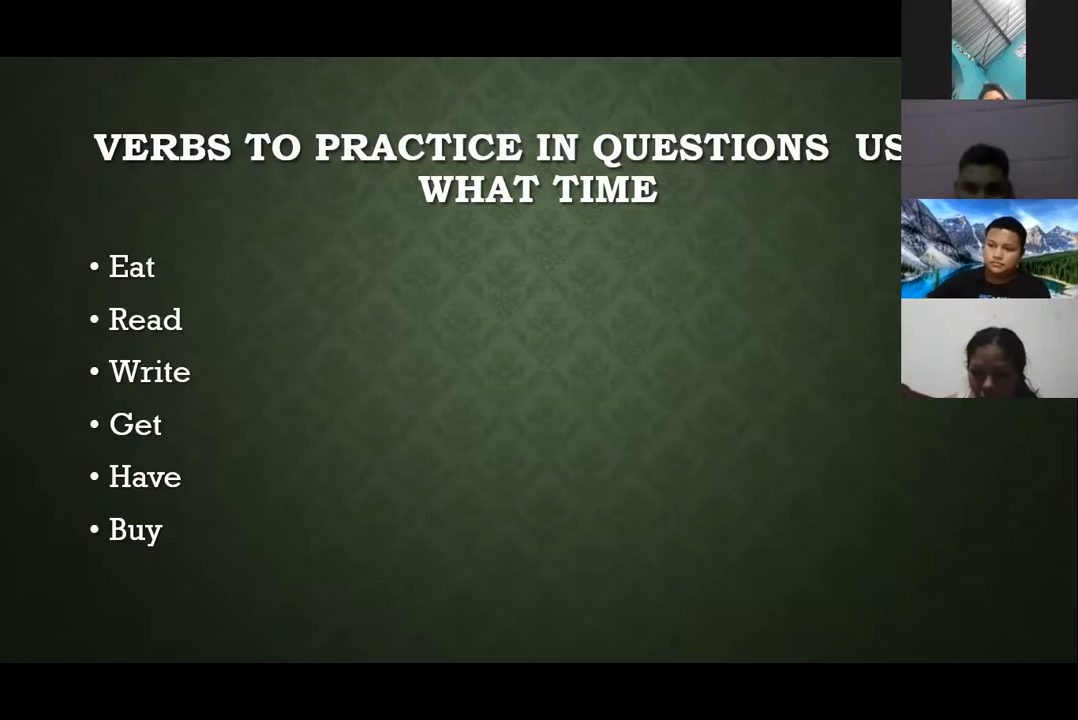 VERBS TO PRACTICE IN QUESTIONS US
WHAT TIME
• Eat
• Read
• Write
• Get
• Have
• Buy